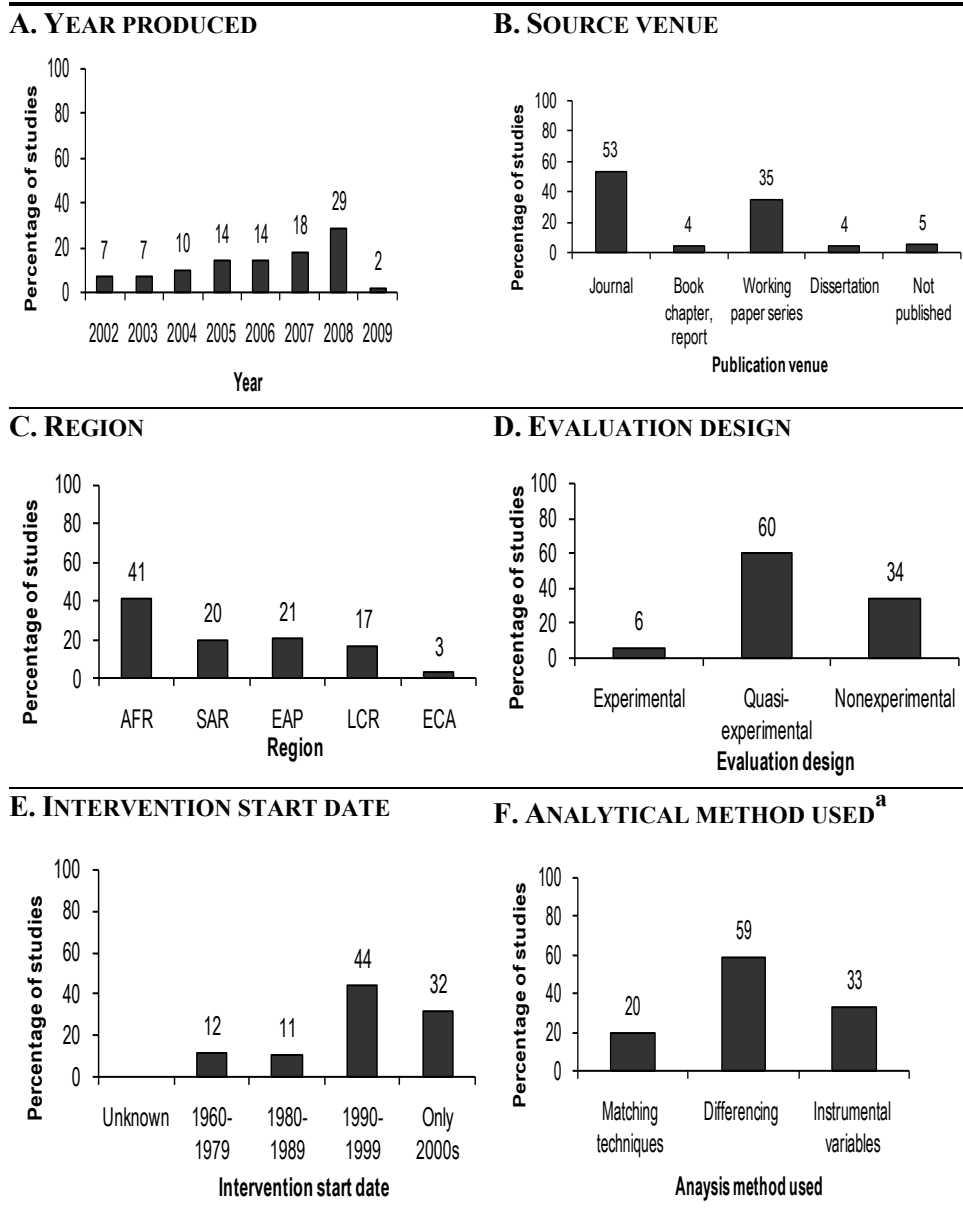 A. YEAR PRODUCED
Percentage of studies
100
80
60
40
20
0
7
7
10
14
14
18
29
2
2002 2003 2004 2005 2006 2007 2008 2009
Year
B. SOURCE VENUE
Percentage of studies
100
80
60
40
20
0
53
4
35
4
5
Journal
Book
chapter,
report
Working
paper series
Dissertation
Not
published
Publication venue
C. REGION
Percentage of studies
100
80
60
40
20
0
41
20
21
17
3
AFR SAR EAP LCR ECA
Region
D. EVALUATION DESIGN
Percentage of studies
100
80
60
40
20
0
6
60
34
Experimental
Quasi-
experimental
Nonexperimental
Evaluation design
E. INTERVENTION START DATE
Percentage of studies
100
80
60
40
20
0
12
11
44
32
Unknown
1960-
1979
1980-
1989
1990-
1999
Only
2000s
Intervention start date
F. ANALYTICAL METHOD USEDa
Percentage of studies
100
80
60
40
20
0
20
59
33
Matching
techniques
Differencing
Instrumental
variables
Anaysis method used